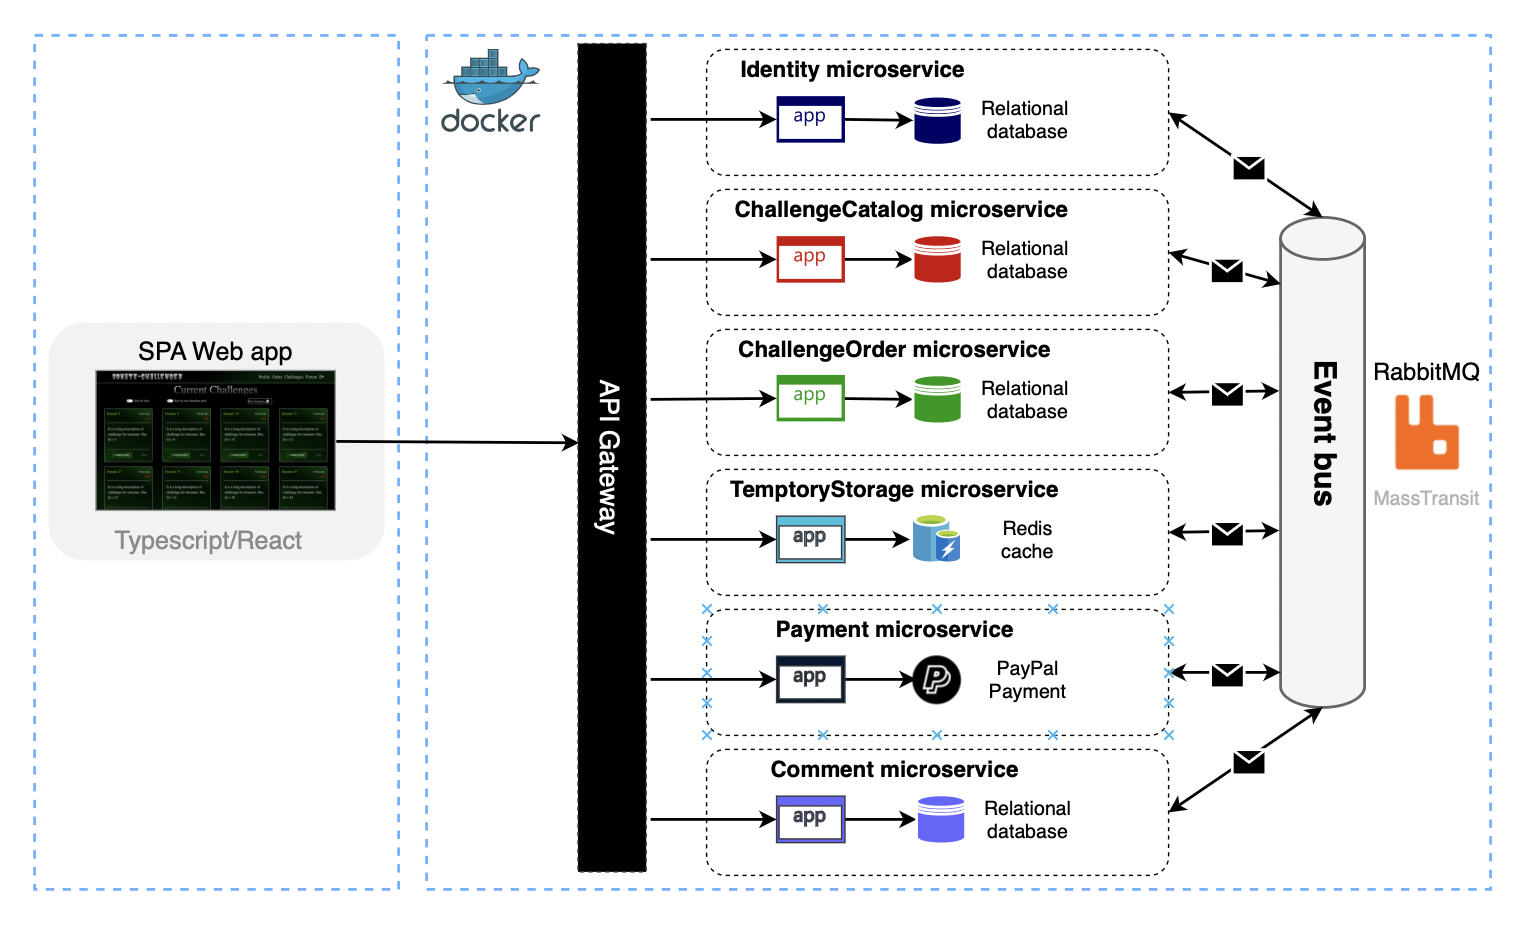 docker
Identity microservice
app
Relational
database
ChallengeCatalog microservice
app
Relational
database
ChallengeOrder microservice
app
Relational
database
TemptoryStorage microservice
app
Redis
cache
Payment microservice
app
PayPal
Payment
Comment microservice
app
Relational
database
SPA Web app
Current Challenges
Typescript/React
API Gateway
Event bus
RabbitMQ
MassTransit